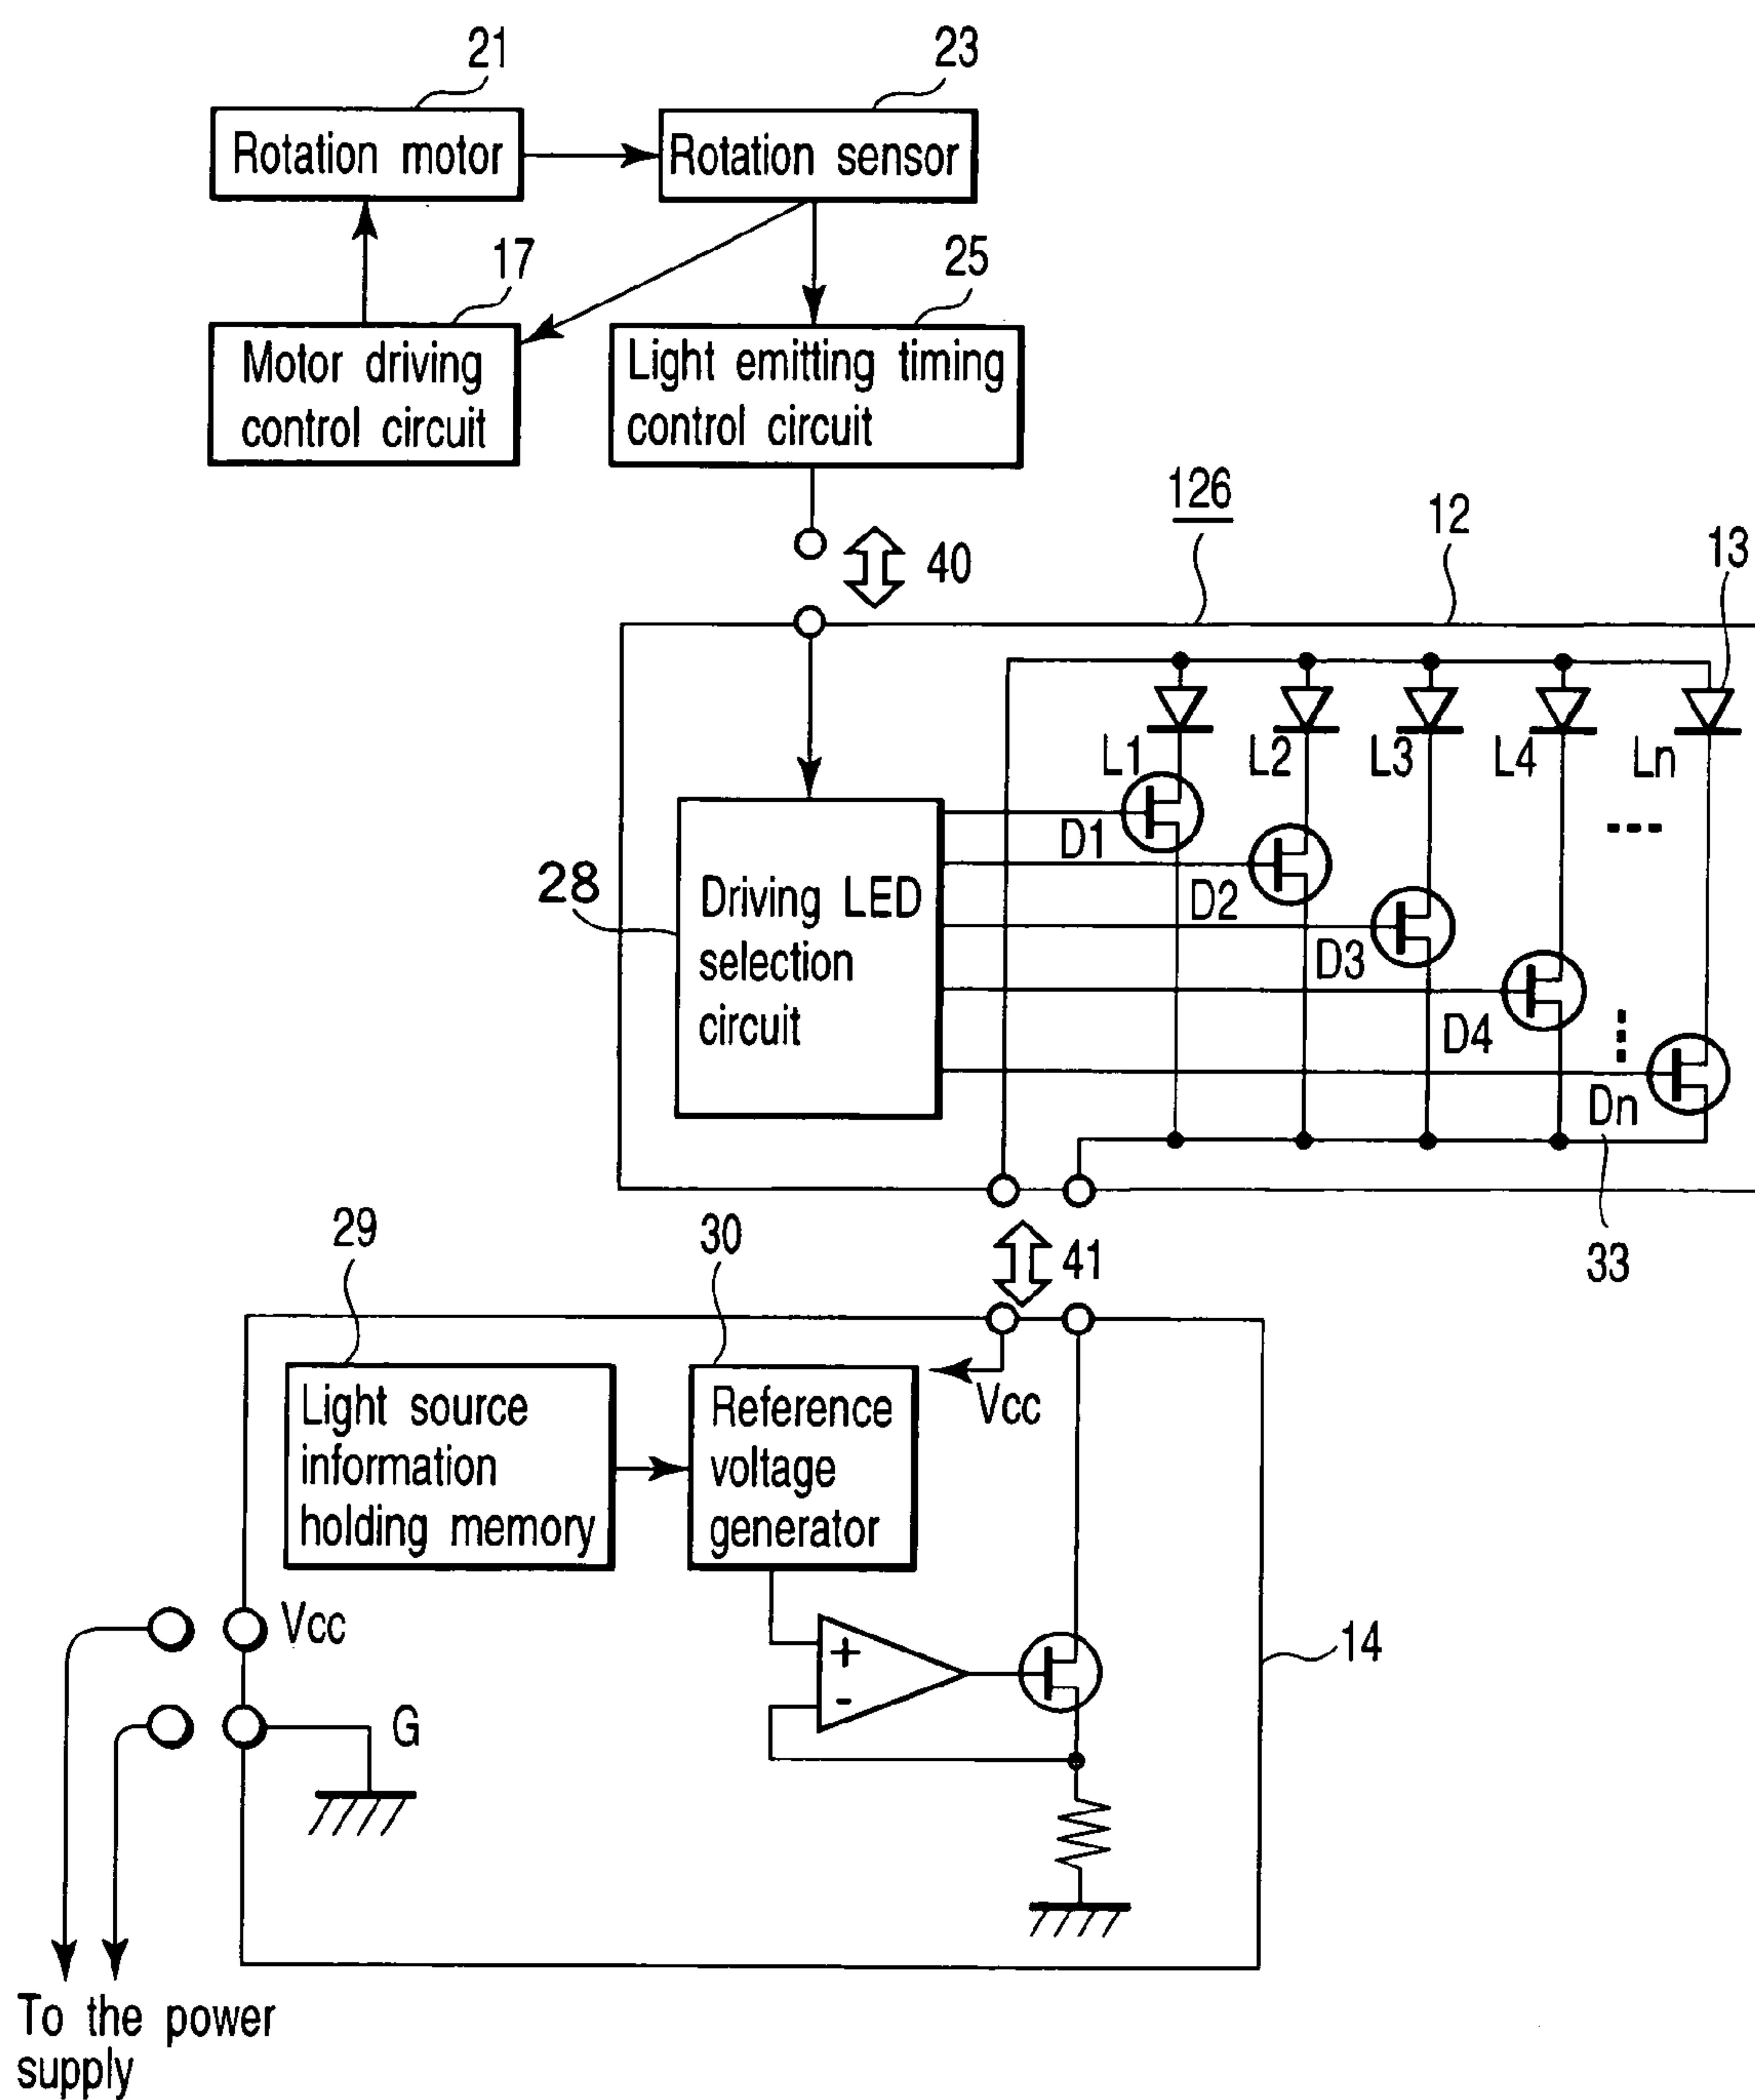 21
23
Rotation motor
Rotation sensor
17
25
Motor driving
control circuit
Light emitting timing
control circuit
40
126
12
13
L1
L2
L3
L4
Ln
28
Driving LED
selection
circuit
D1
D2
D3
D4
Dn
33
41
29
30
Light source
information
holding memory
Reference
voltage
generator
Vcc
Vcc
G
+
-
14
To the power
supply